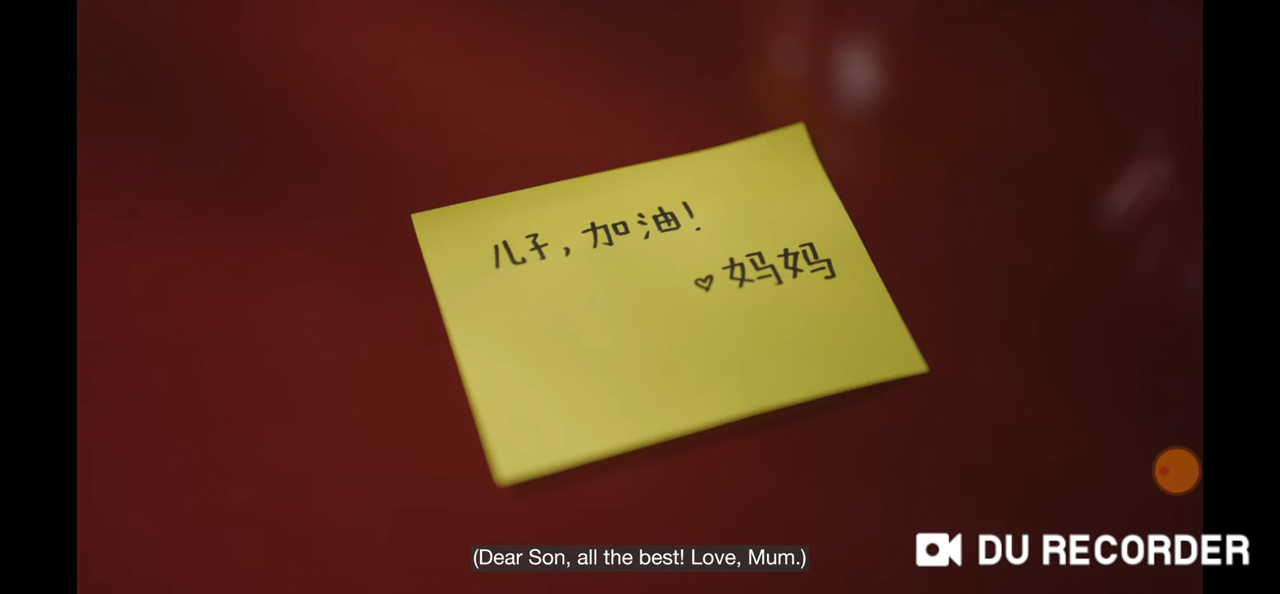 儿子，加油！
♡妈妈
(Dear Son, all the best! Love, Mum.)
DU RECORDER